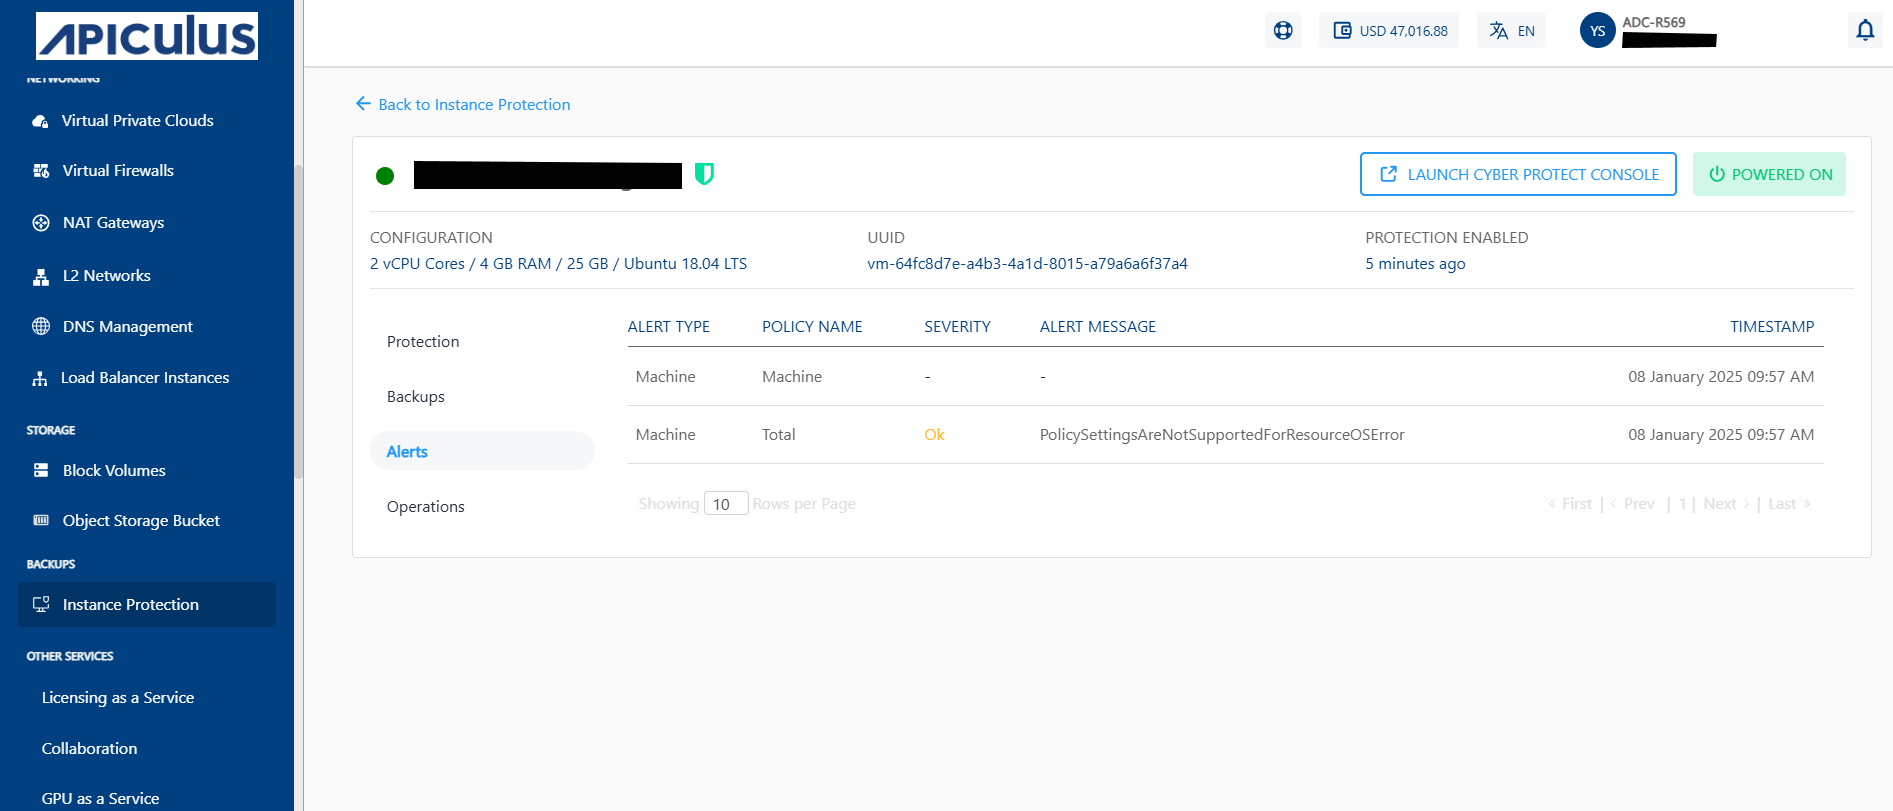 APICULUS
NETWORKING
Virtual Private Clouds
Virtual Firewalls
NAT Gateways
L2 Networks
DNS Management
Load Balancer Instances
STORAGE
Block Volumes
Object Storage Bucket
BACKUPS
Instance Protection
OTHER SERVICES
Licensing as a Service
Collaboration
GPU as a Service
USD 47,016.88
EN
YS
ADC-R569
Back to Instance Protection
LAUNCH CYBER PROTECT CONSOLE
POWERED ON
CONFIGURATION UUID PROTECTION ENABLED
2 vCPU Cores / 4 GB RAM / 25 GB / Ubuntu 18.04 LTS vm-64fc8d7e-a4b3-4a1d-8015-a79a6a6f37a4 5 minutes ago
Protection
Backups
Alerts
Operations
ALERT TYPE POLICY NAME SEVERITY ALERT MESSAGE TIMESTAMP
Machine Machine - - 08 January 2025 09:57 AM
Machine Total Ok PolicySettingsAreNotSupportedForResourceOSError 08 January 2025 09:57 AM
Showing 10 Rows per Page « First | ‹ Prev | 1 | Next › | Last »